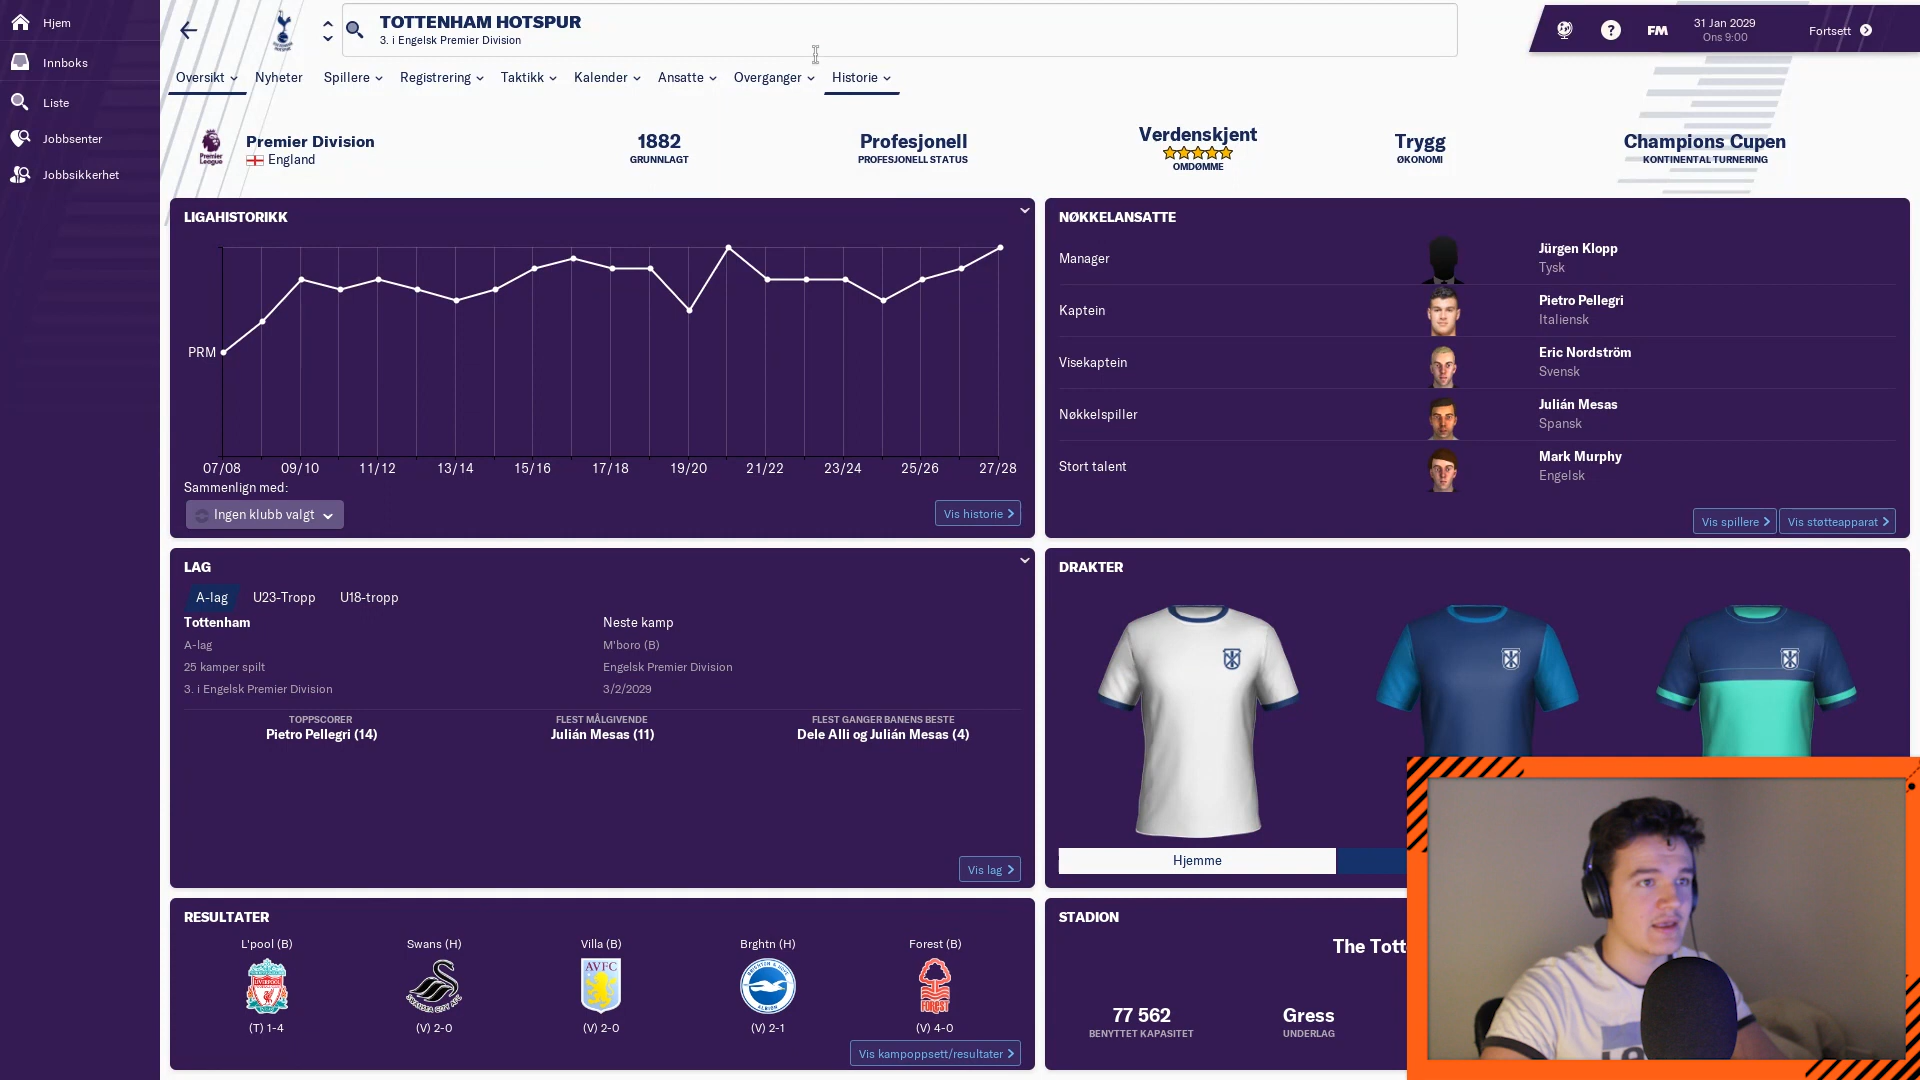 Hjem
Innboks
Liste
Jobbsenter
Jobbsikkerhet
TOTTENHAM HOTSPUR
3. i Engelsk Premier Division
FM
31 Jan 2029
Ons 9:00
Fortsett
Oversikt
Nyheter
Spillere
Registrering
Taktikk
Kalender
Ansatte
Overganger
Historie
Premier League
Premier Division
England
1882
GRUNNLAGT
Profesjonell
PROFESJONELL STATUS
Verdenskjent
OMDØMME
Trygg
ØKONOMI
Champions Cupen
KONTINENTAL TURNERING
LIGAHISTORIKK
PRM
07/08 09/10 11/12 13/14 15/16 17/18 19/20 21/22 23/24 25/26 27/28
Sammenlign med:
Ingen klubb valgt
Vis historie
NØKKELANSATTE
Manager
Jürgen Klopp
Tysk
Kaptein
Pietro Pellegri
Italiensk
Visekaptein
Eric Nordström
Svensk
Nøkkelspiller
Julián Mesas
Spansk
Stort talent
Mark Murphy
Engelsk
Vis spillere
Vis støtteapparat
LAG
A-lag
U23-Tropp
U18-tropp
Tottenham
A-lag
25 kamper spilt
3. i Engelsk Premier Division
Neste kamp
M'boro (B)
Engelsk Premier Division
3/2/2029
TOPPSCORER
Pietro Pellegri (14)
FLEST MÅLGIVENDE
Julián Mesas (11)
FLEST GANGER BANENS BESTE
Dele Alli og Julián Mesas (4)
Vis lag
DRAKTER
Hjemme
RESULTATER
L'pool (B)
(T) 1-4
Swans (H)
(V) 2-0
Villa (B)
AVFC
(V) 2-0
Brghtn (H)
(V) 2-1
Forest (B)
FOREST
(V) 4-0
Vis kampoppsett/resultater
STADION
The Tott
77 562
BENYTTET KAPASITET
Gress
UNDERLAG